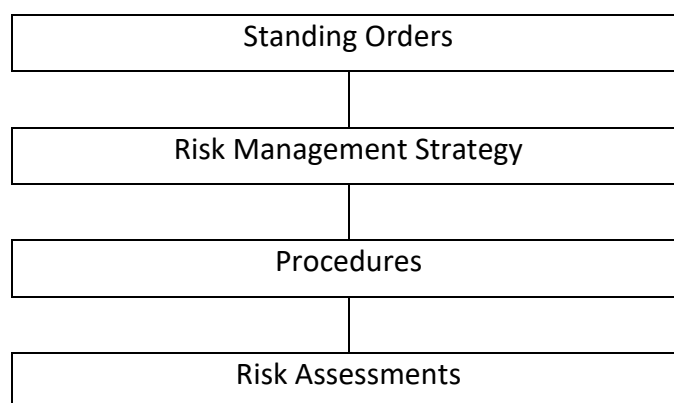 Standing Orders
Risk Management Strategy
Procedures
Risk Assessments